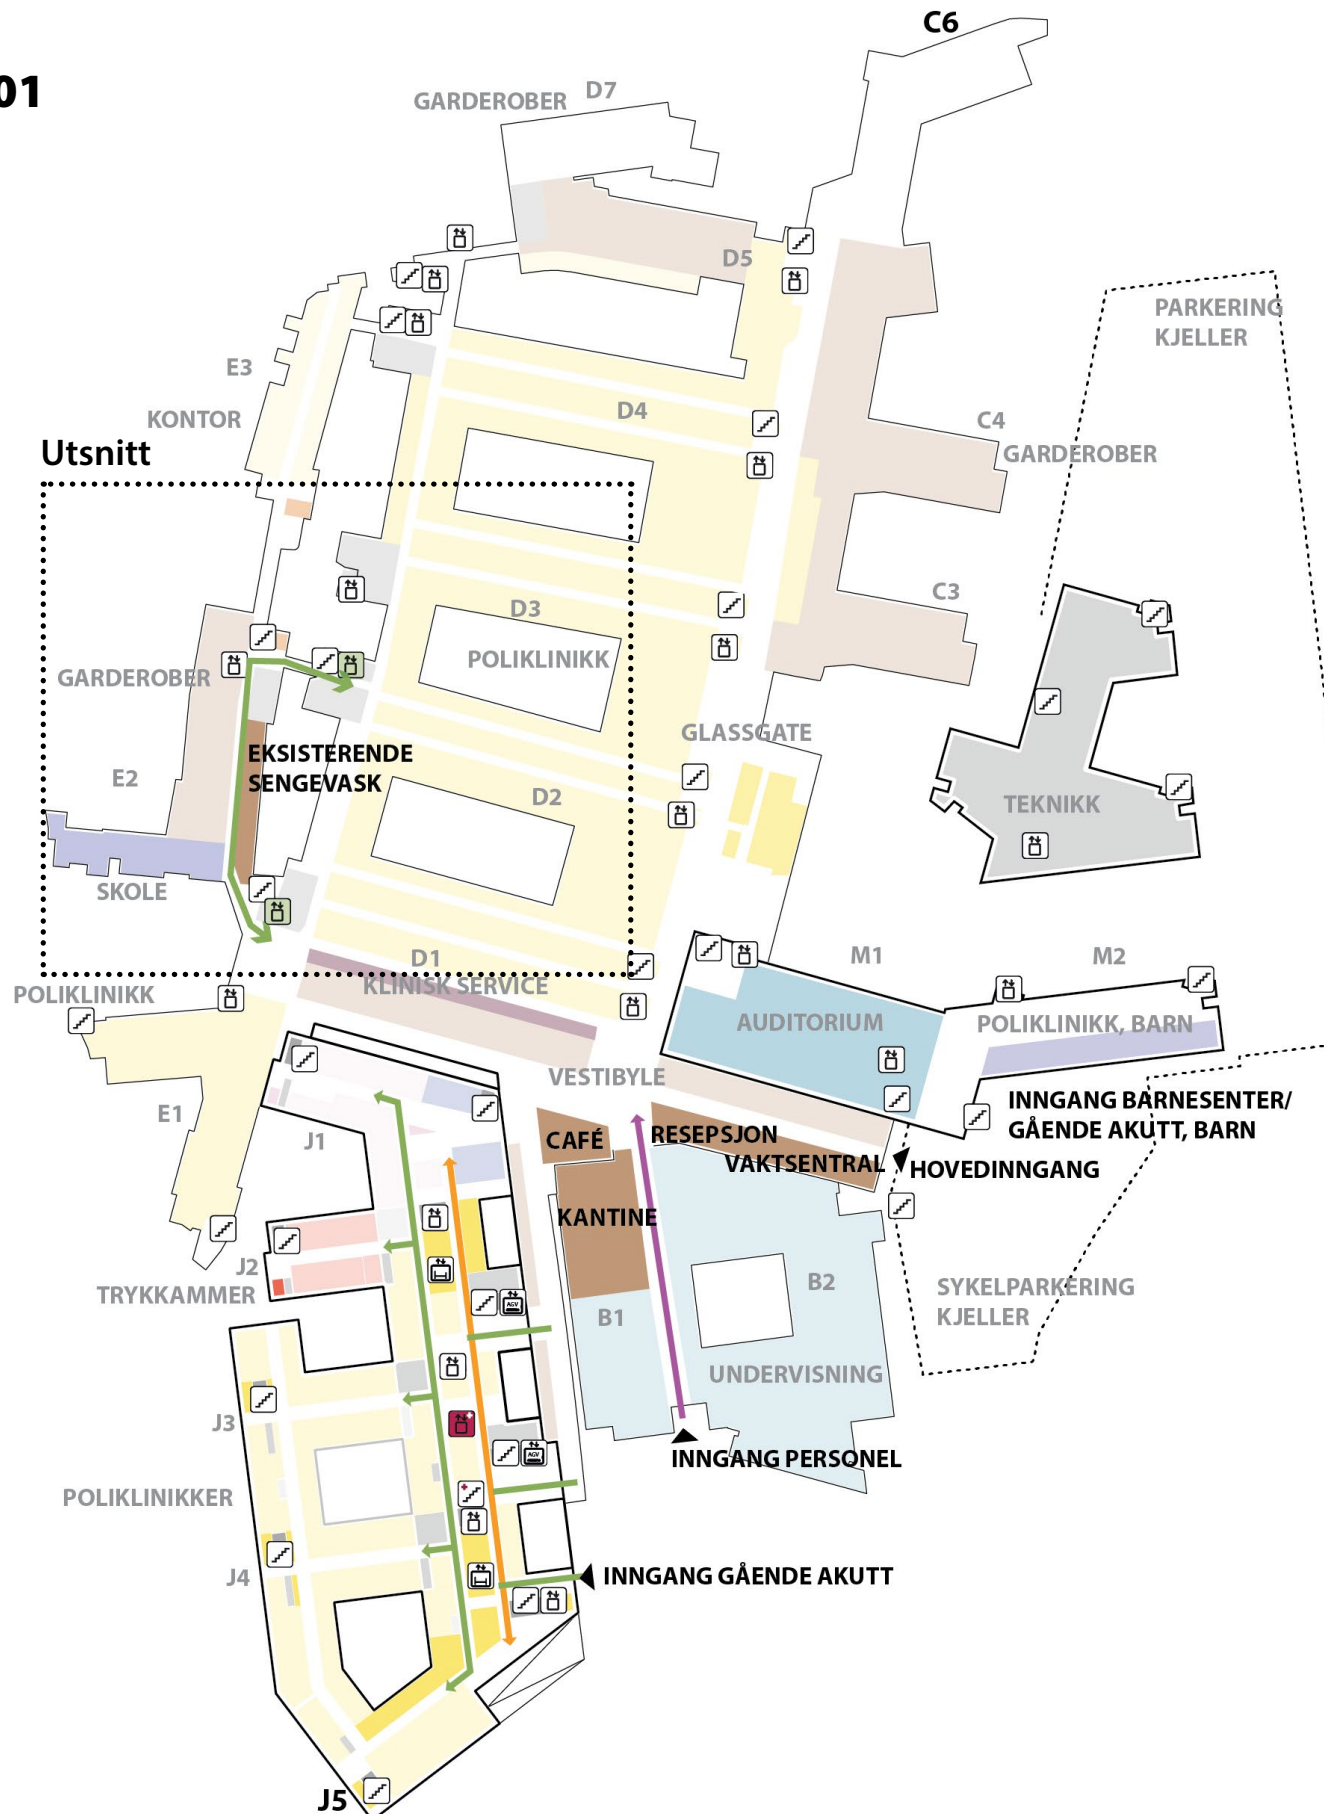 C6
01
D7
GARDEROBER
D5
PARKERING
KJELLER
E3
D4
KONTOR
C4
GARDEROBER
Utsnitt
C3
D3
POLIKLINIKK
GARDEROBER
GLASSGATE
EKSISTERENDE
SENGEVASK
E2
D2
TEKNIKK
SKOLE
D1
KLINISK SERVICE
M1
M2
POLIKLINIKK
AUDITORIUM
POLIKLINIKK, BARN
VESTIBYLE
E1
J1
INNGANG BARNESENTER/
GÅENDE AKUTT, BARN
CAFÉ
RESEPSJON
VAKTSENTRAL
HOVEDINNGANG
KANTINE
J2
TRYKKAMMER
B2
SYKELPARKERING
KJELLER
AGV
B1
UNDERVISNING
J3
AGV
INNGANG PERSONEL
POLIKLINIKKER
J4
INNGANG GÅENDE AKUTT
J5